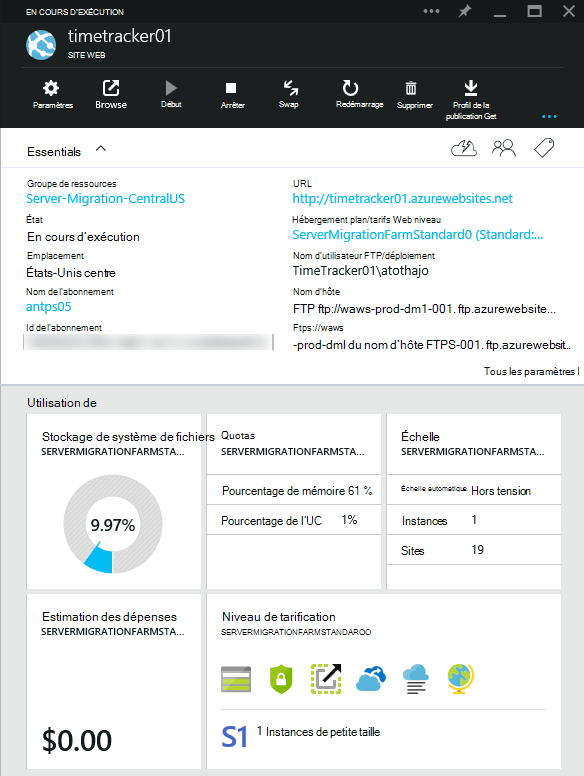 EN COURS D'EXÉCUTION
timetracker01
SITE WEB
Paramètres
Browse
Début
Arrêter
Swap
Redémarrage
Supprimer
Profil de la publication Get
Essentials
Groupe de ressources
Server-Migration-CentralUS
URL
http://timetracker01.azurewebsites.net
État
En cours d'exécution
Hébergement plan/tarifs Web niveau
ServerMigrationFarmStandard0 (Standard:...
Emplacement
États-Unis centre
Nom d'utilisateur FTP/déploiement
TimeTracker01\atothajo
Nom de l'abonnement
antps05
Nom d'hôte
FTP ftp://waws-prod-dm1-001. ftp.azurewebsite...
Id de l'abonnement
Ftps://waws
-prod-dml du nom d'hôte FTPS-001. ftp.azurewebsit..
Tous les paramètres l
Utilisation de
Stockage de système de fichiers
SERVERMIGRATIONFARMSTA...
9.97%
Quotas
SERVERMIGRATIONFARMSTA...
Pourcentage de mémoire 61 %
Pourcentage de l'UC 1%
Échelle
SERVERMIGRATIONFARMSTA...
Échelle automatique Hors tension
Instances 1
Sites 19
Estimation des dépenses
SERVERMIGRATIONFARMSTA...
$0.00
Niveau de tarification
SERVERMIGRATIONFARMSTANDAROO
S1 1 Instances de petite taille